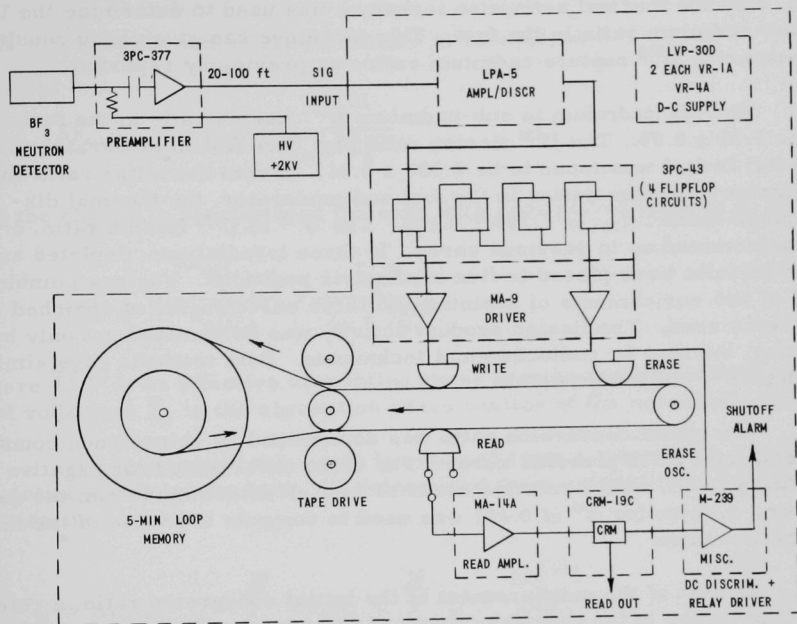 3PC-377
BF
3
NEUTRON
DETECTOR
PREAMPLIFIER
20-100 ft
SIG
INPUT
HV
+2KV
LPA-5
AMPL/DISCR
LVP-30D
2 EACH VR-1A
VR-4A
D-C SUPPLY
3PC-43
(4 FLIPFLOP
CIRCUITS)
MA-9
DRIVER
WRITE
ERASE
READ
TAPE DRIVE
5-MIN LOOP
MEMORY
ERASE
OSC.
SHUTOFF
ALARM
MA-14A
READ AMPL.
CRM-19C
CRM
READ OUT
M-239
MISC.
DC DISCRIM. +
RELAY DRIVER